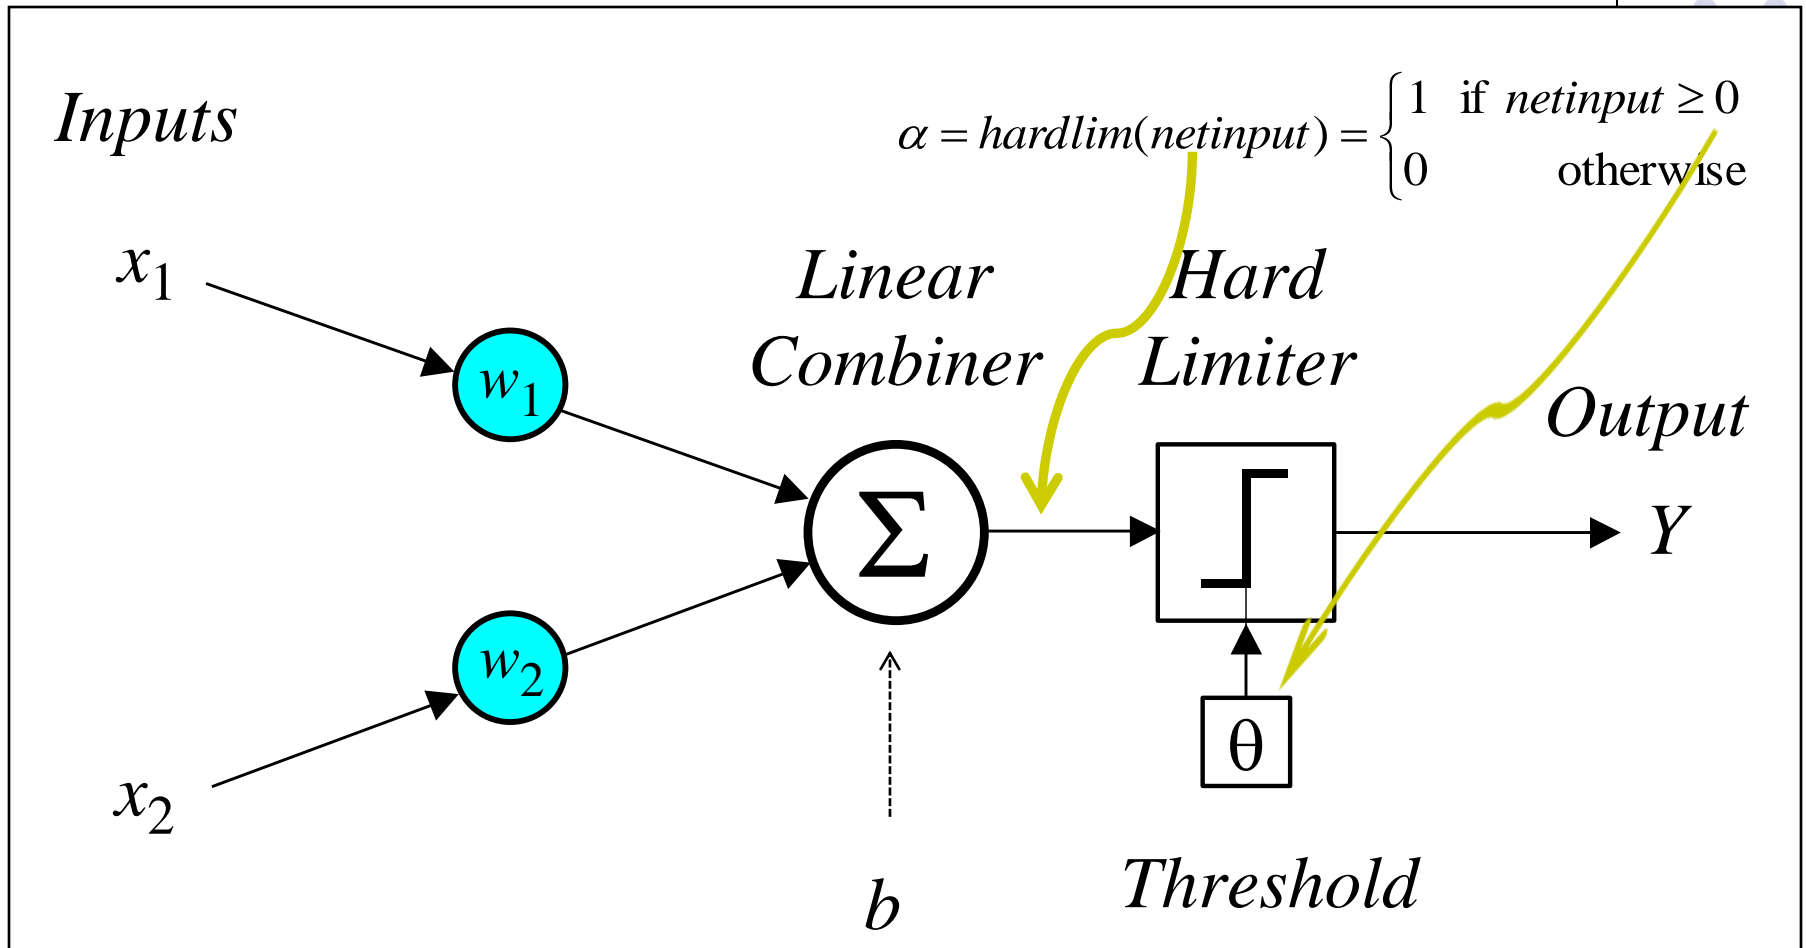 Inputs
α = hardlim(netinput) = { 1 if netinput ≥ 0
0 otherwise
x1
Linear
Combiner
Hard
Limiter
w1
Output
Σ
Y
w2
θ
x2
Threshold
b